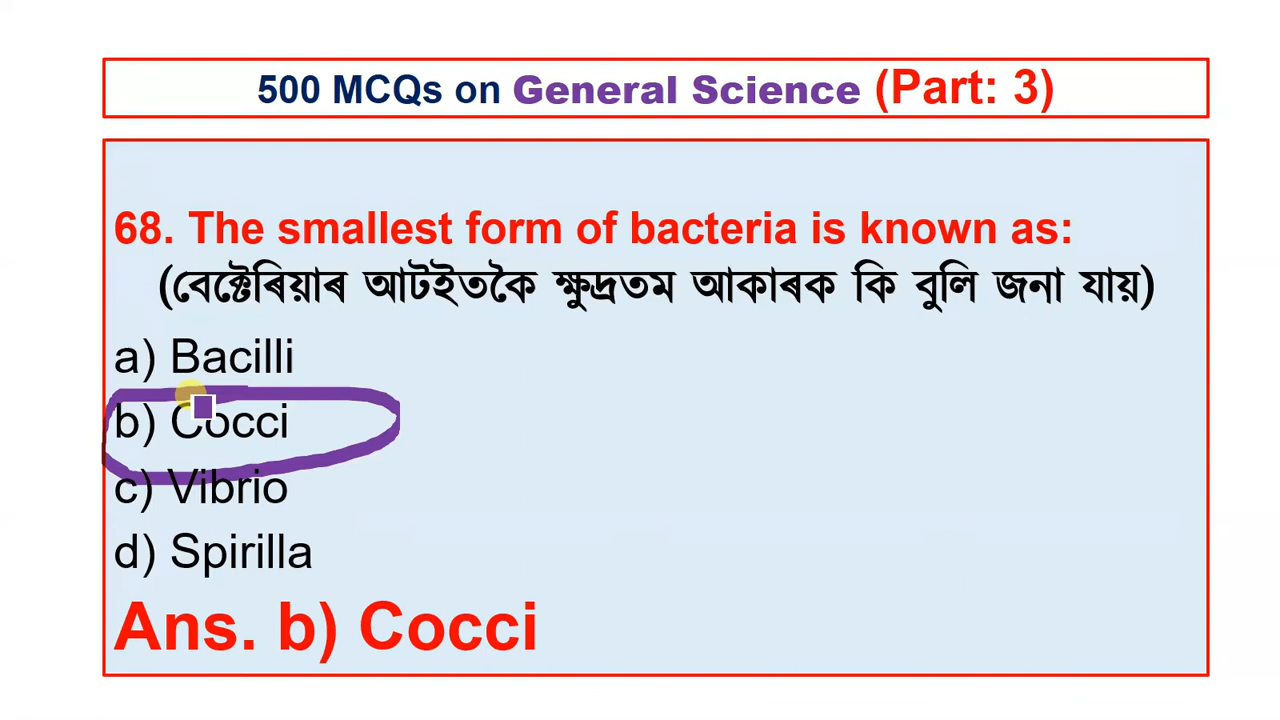 500 MCQs on General Science (Part: 3)
68. The smallest form of bacteria is known as:
(বেক্টেৰিয়াৰ আটইতকৈ ক্ষুদ্ৰতম আকাৰক কি বুলি জনা যায়)
a) Bacilli
b) Cocci
c) Vibrio
d) Spirilla
Ans. b) Cocci